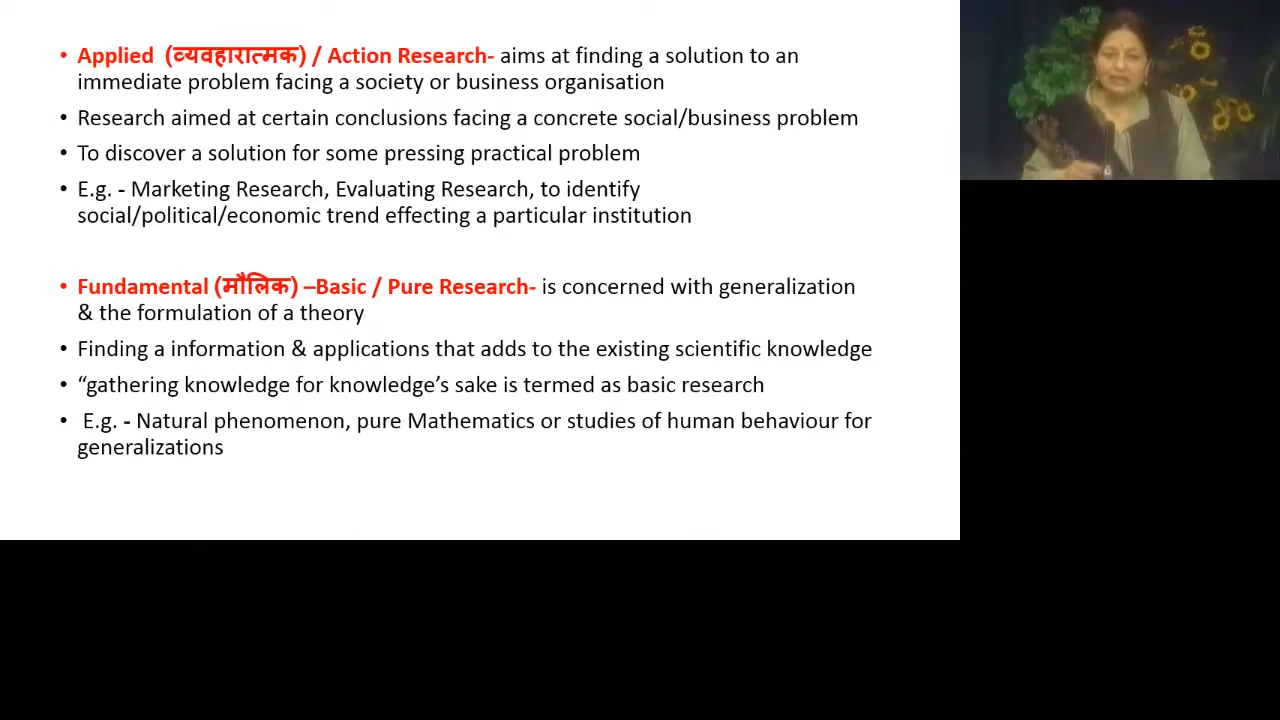 • Applied (व्यवहारात्मक) / Action Research- aims at finding a solution to an
immediate problem facing a society or business organisation
• Research aimed at certain conclusions facing a concrete social/business problem
• To discover a solution for some pressing practical problem
• E.g. - Marketing Research, Evaluating Research, to identify
social/political/economic trend effecting a particular institution
• Fundamental (मौलिक) –Basic / Pure Research- is concerned with generalization
& the formulation of a theory
• Finding a information & applications that adds to the existing scientific knowledge
• “gathering knowledge for knowledge’s sake is termed as basic research
• E.g. - Natural phenomenon, pure Mathematics or studies of human behaviour for
generalizations